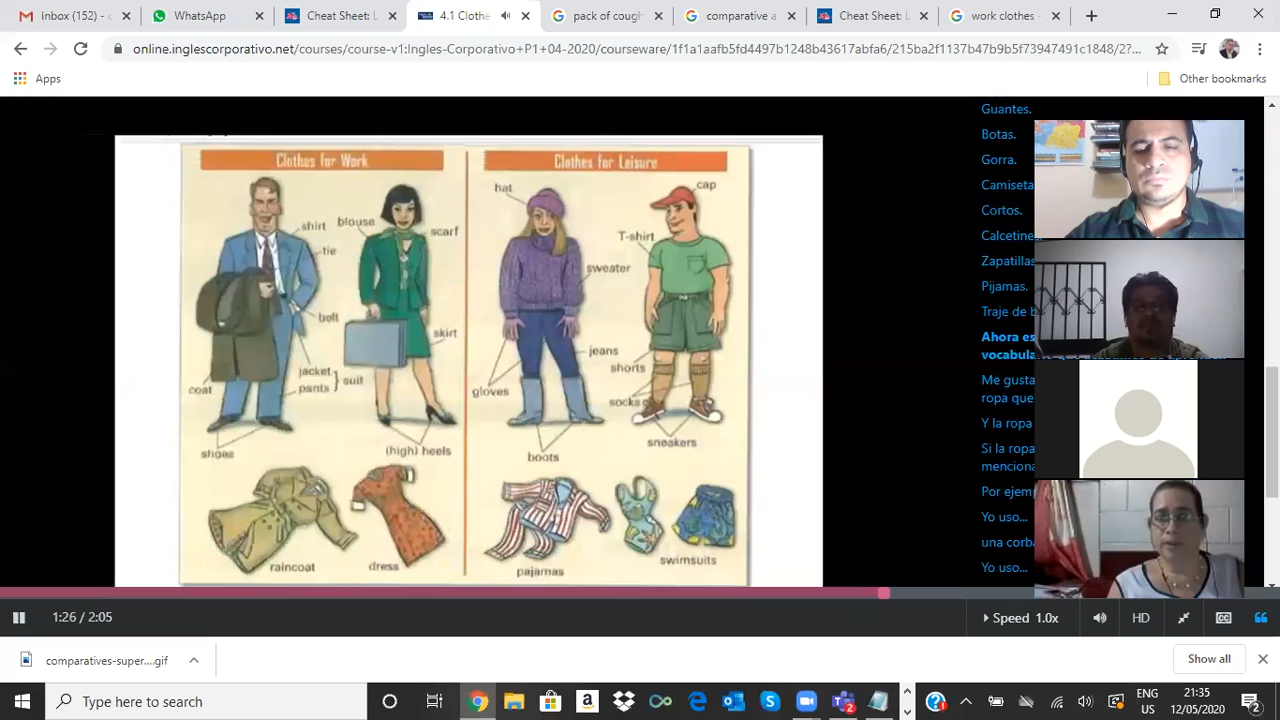 Inbox (152) - c
WhatsApp
Cheat Sheet: L
4.1 Clothe
pack of cough
comparative a
Cheat Sheet: L
work clothes -
online.inglescorporativo.net/courses/course-v1:Ingles-Corporativo+P1+04-2020/courseware/1f1a1aafb5fd4497b1248b43617abfa6/215ba2f1137b47b9b5f73947491c1848/2?...
Apps
Other bookmarks
Clothes for Work
Clothes for Leisure
shirt
blouse
scarf
tie
belt
skirt
jacket
pants
suit
coat
shoes
(high) heels
raincoat
dress
hat
cap
T-shirt
sweater
jeans
shorts
gloves
socks
sneakers
boots
pajamas
swimsuits
Guantes.
Botas.
Gorra.
Camiseta
Cortos.
Calcetine
Zapatillas
Pijamas.
Traje de b
Ahora es
Me gusta
ropa que
Y la ropa
Si la ropa
menciona
Por ejem
Yo uso...
una corba
Yo uso...
1:26 / 2:05
Speed 1.0x
HD
CC
comparatives-super....gif
Show all
Type here to search
ENG
US
21:35
12/05/2020
2